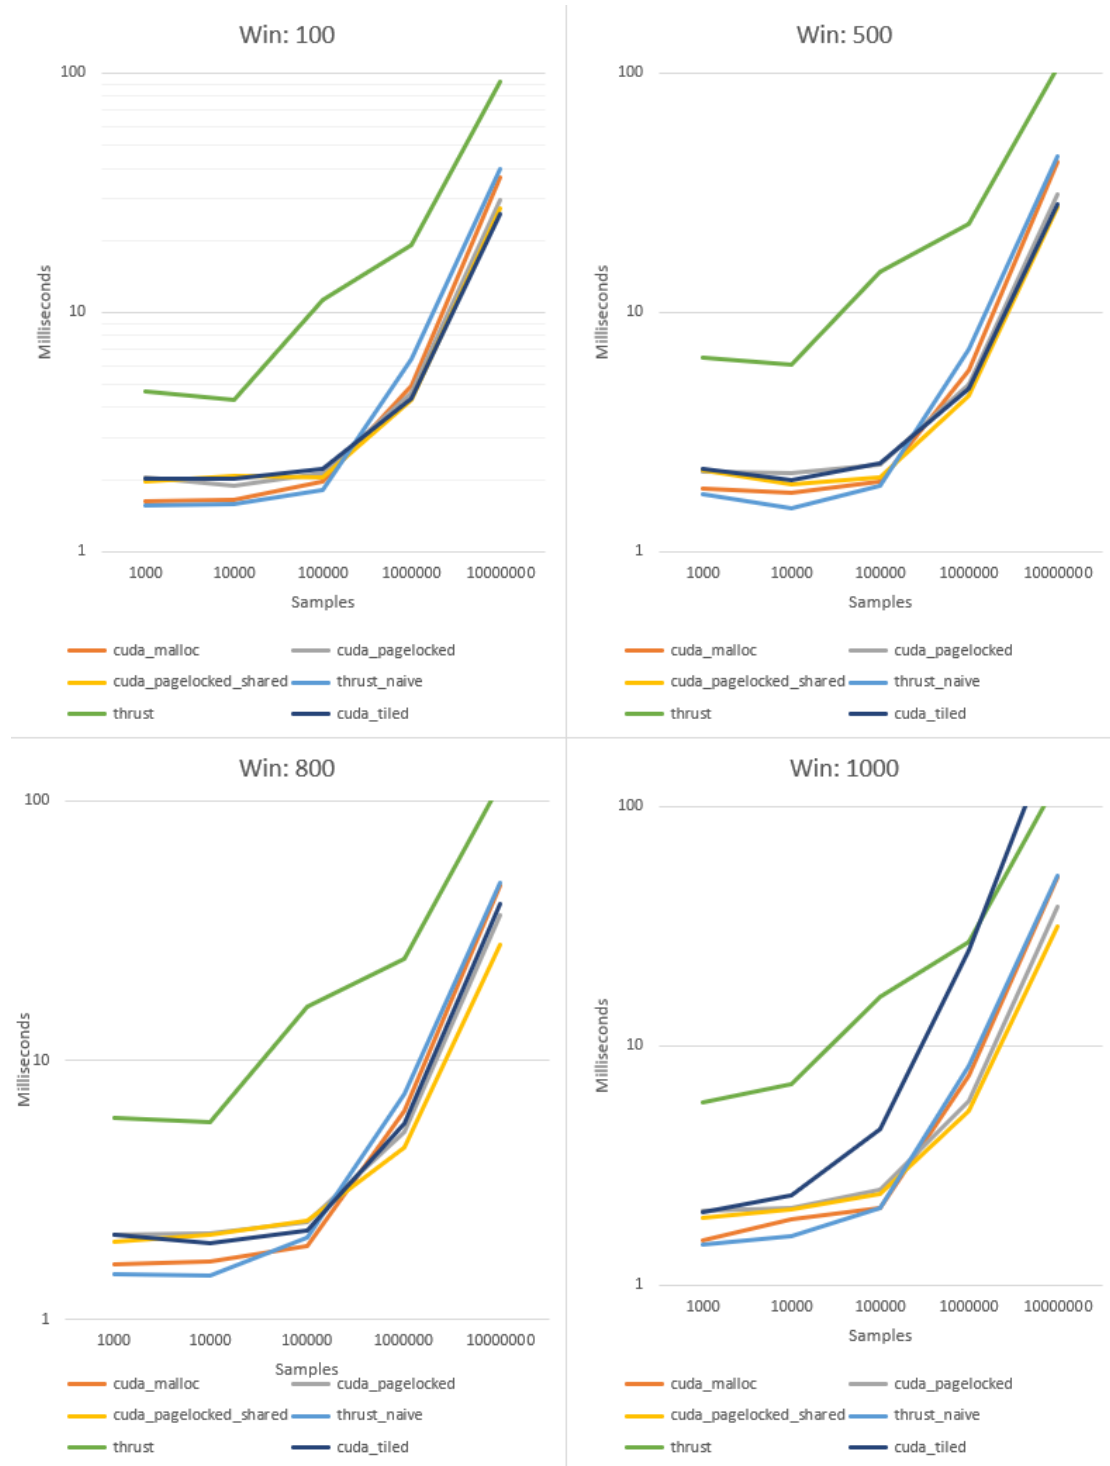 Win: 100
100
10
1
Milliseconds
1000 10000 100000 1000000 10000000
Samples
cuda_malloc cuda_pagelocked
cuda_pagelocked_shared thrust_naive
thrust cuda_tiled
Win: 500
100
10
1
Milliseconds
1000 10000 100000 1000000 10000000
Samples
cuda_malloc cuda_pagelocked
cuda_pagelocked_shared thrust_naive
thrust cuda_tiled
Win: 800
100
10
1
Milliseconds
1000 10000 100000 1000000 10000000
Samples
cuda_malloc cuda_pagelocked
cuda_pagelocked_shared thrust_naive
thrust cuda_tiled
Win: 1000
100
10
1
Milliseconds
1000 10000 100000 1000000 10000000
Samples
cuda_malloc cuda_pagelocked
cuda_pagelocked_shared thrust_naive
thrust cuda_tiled